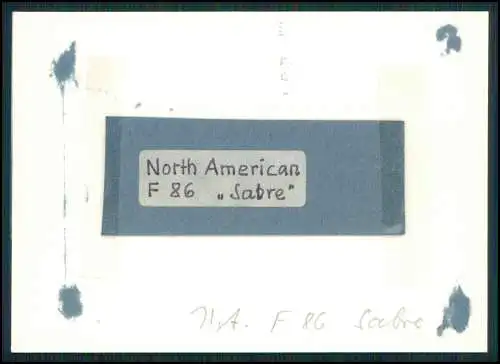 North American
F 86 „Sabre"
N.A. F 86 Sabre